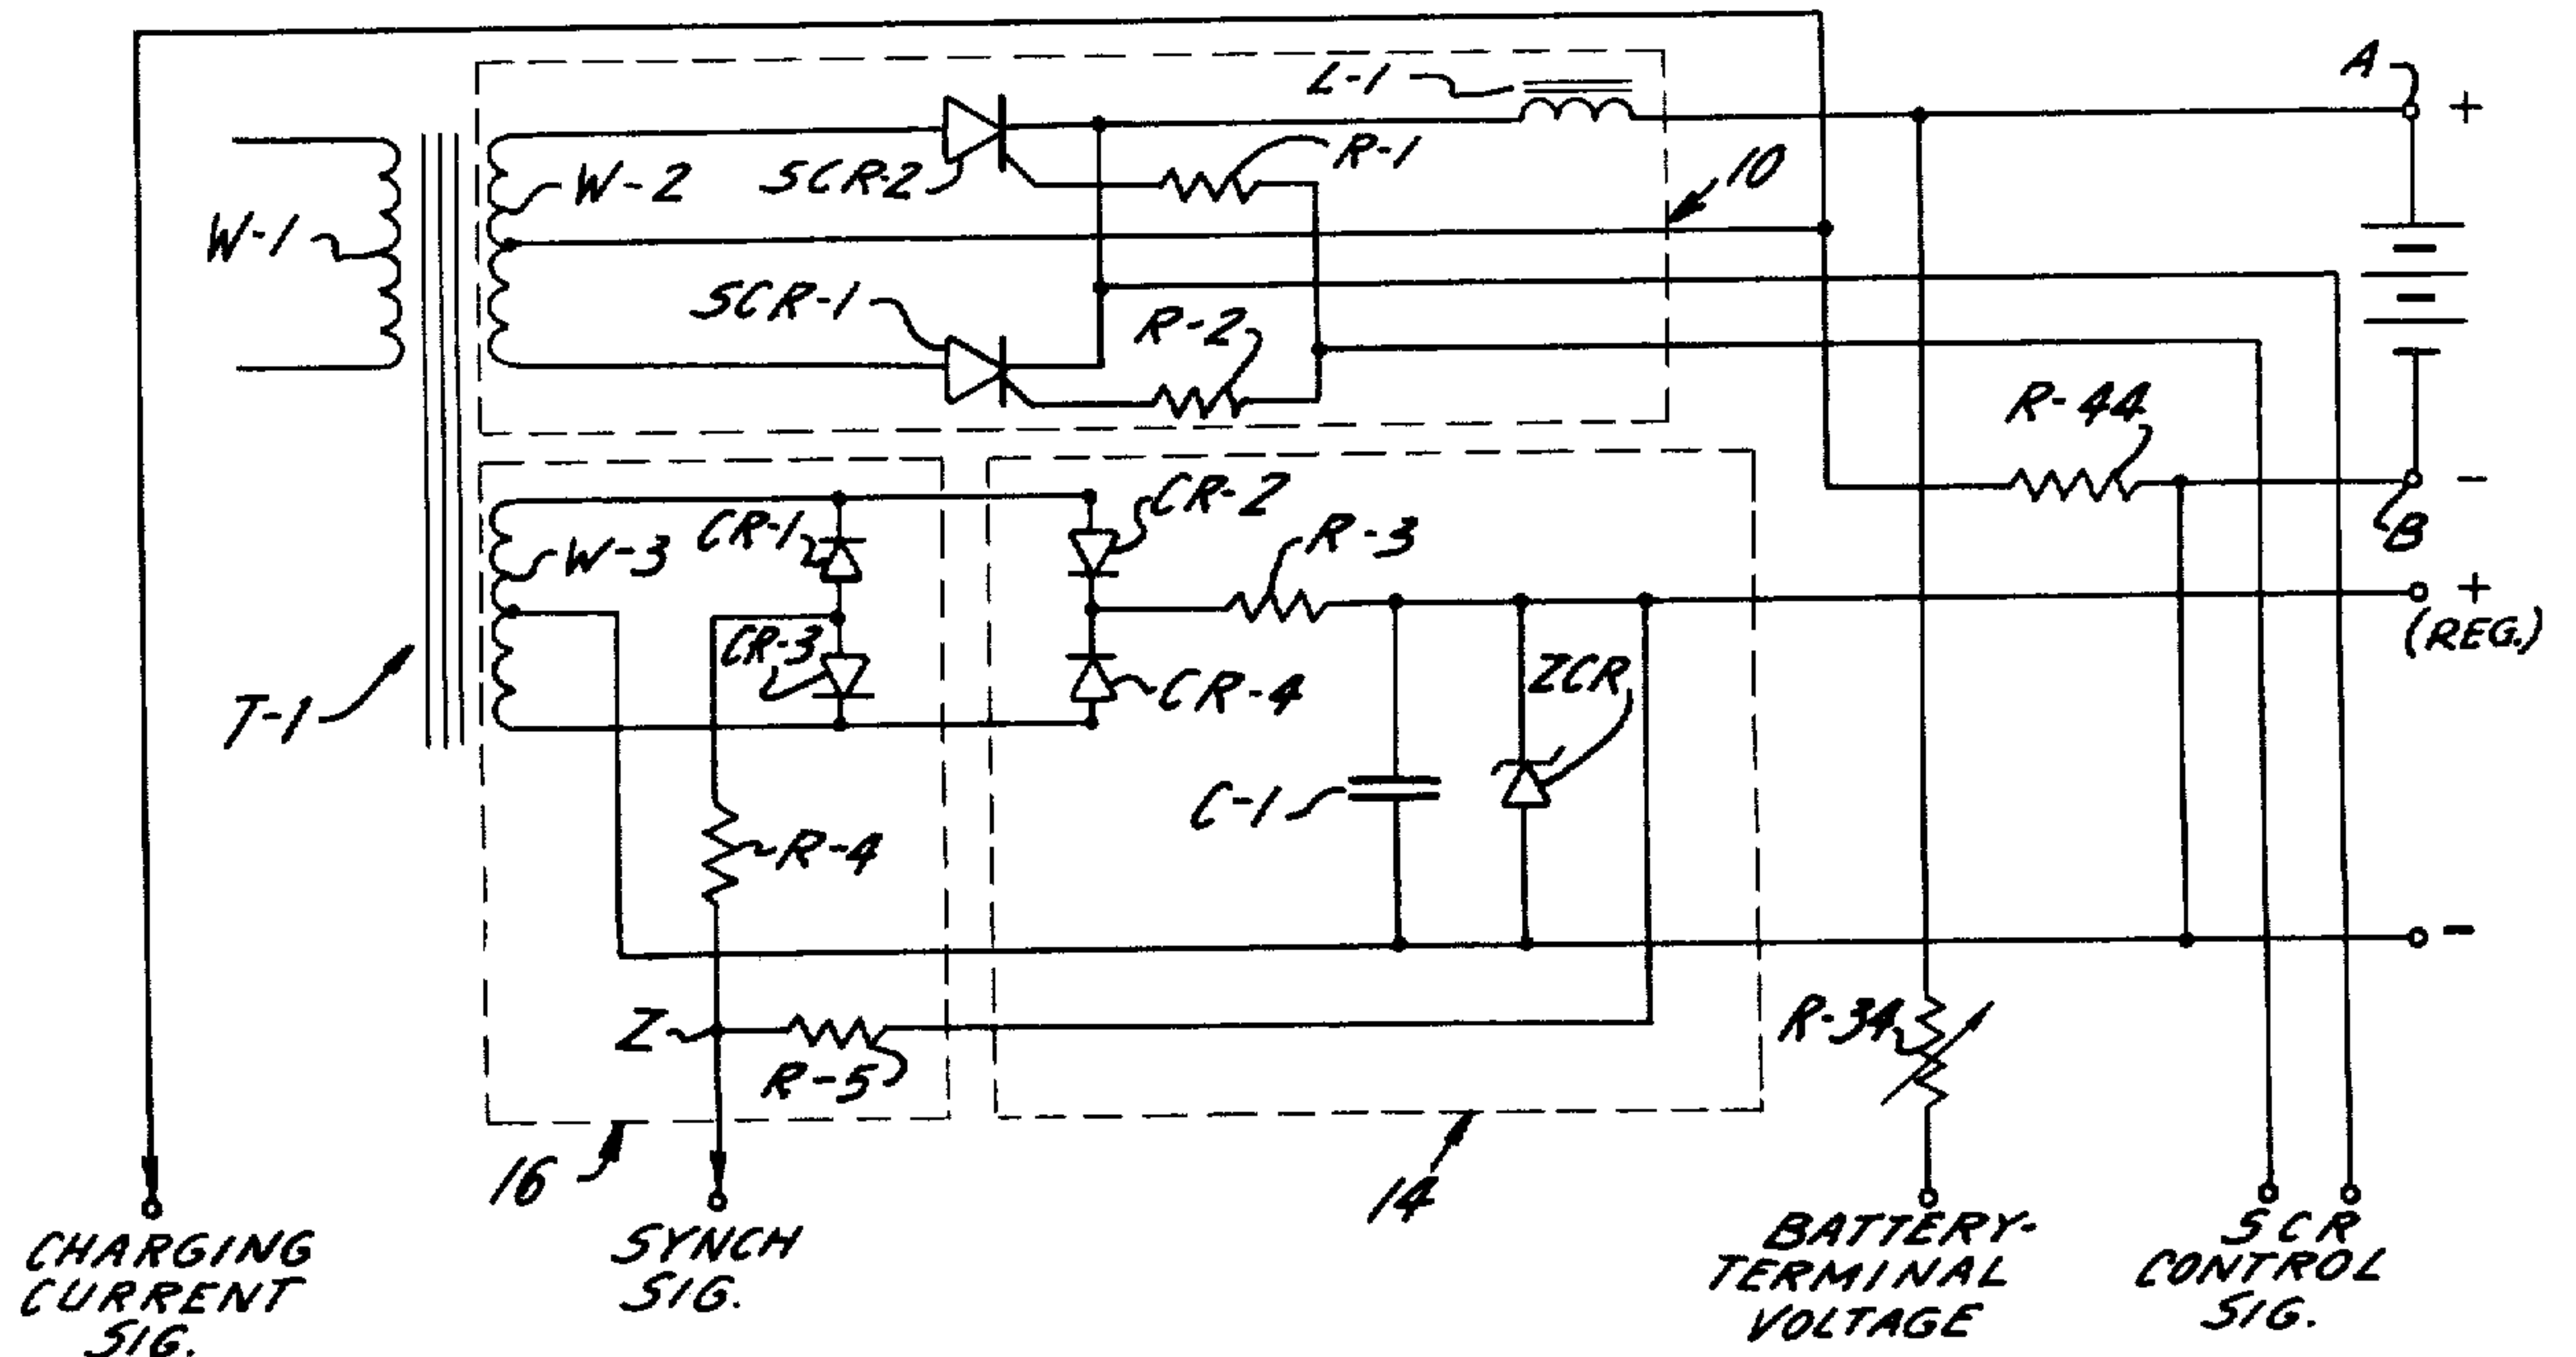 A
+
L-1
R-1
10
W-2
SCR-2
W-1
SCR-1
R-2
R-44
-
B
CR-2
CR-1
W-3
R-3
+
(REG.)
CR-3
ZCR
CR-4
T-1
C-1
R-4
-
Z
R-5
R-34
16
14
CHARGING
CURRENT
SIG.
SYNCH
SIG.
BATTERY-
TERMINAL
VOLTAGE
SCR
CONTROL
SIG.